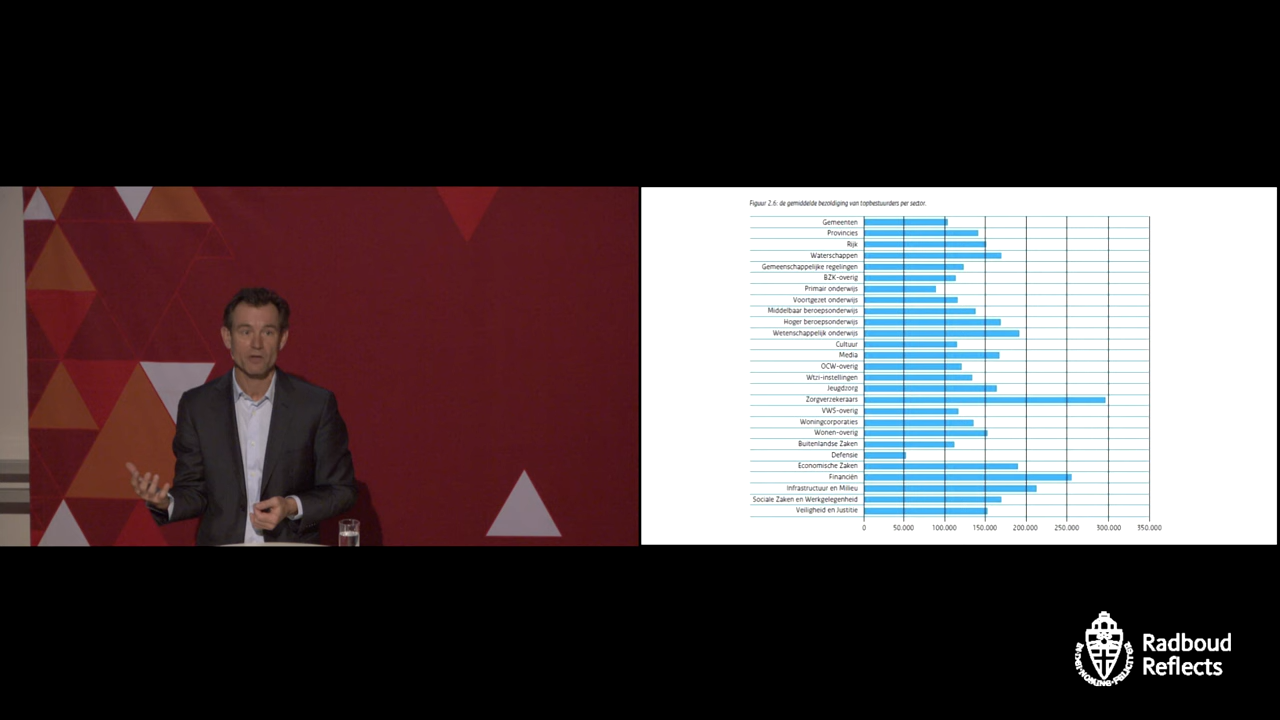 Figuur 2.6: de gemiddelde bezoldiging van topbestuurders per sector.
Gemeenten
Provincies
Rijk
Waterschappen
Gemeenschappelijke regelingen
BZK-overig
Primair onderwijs
Voortgezet onderwijs
Middelbaar beroepsonderwijs
Hoger beroepsonderwijs
Wetenschappelijk onderwijs
Cultuur
Media
OCW-overig
Wtzi-instellingen
Jeugdzorg
Zorgverzekeraars
VWS-overig
Woningcorporaties
Wonen-overig
Buitenlandse Zaken
Defensie
Economische Zaken
Financiën
Infrastructuur en Milieu
Sociale Zaken en Werkgelegenheid
Veiligheid en Justitie
0 50.000 100.000 150.000 200.000 250.000 300.000 350.000
Radboud
Reflects